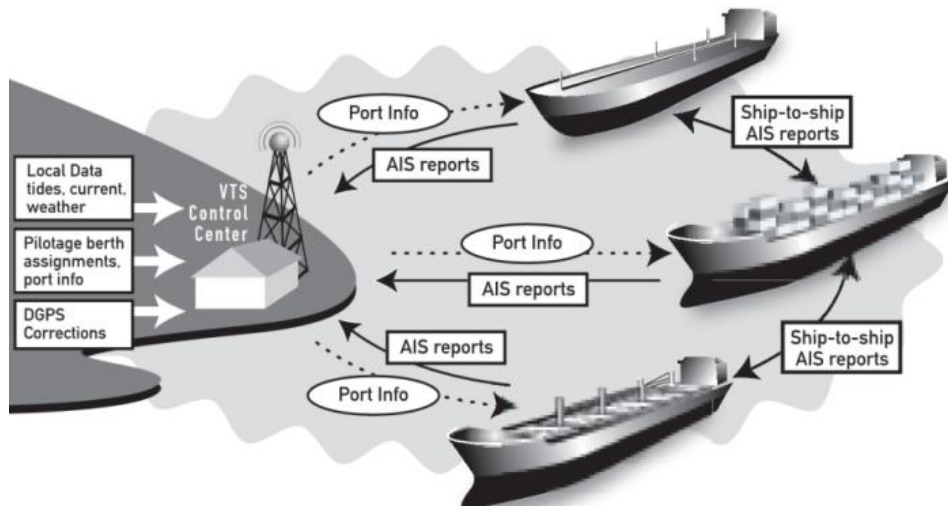 Port Info
AIS reports
Ship-to-ship
AIS reports
Local Data
tides, current,
weather
VTS
Control
Center
Pilotage berth
assignments,
port info
DGPS
Corrections
Port Info
AIS reports
AIS reports
Port Info
Ship-to-ship
AIS reports